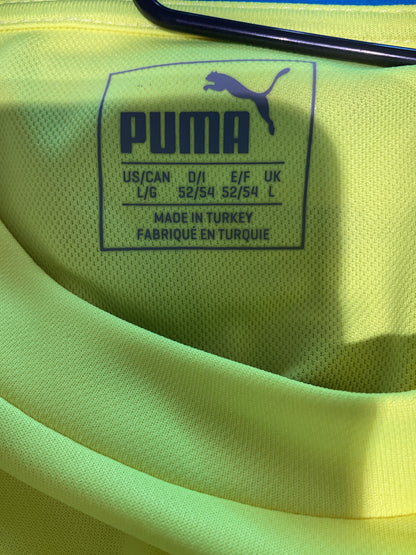 PUMA
US/CAN D/I E/F UK
L/G 52/54 52/54 L
MADE IN TURKEY
FABRIQUÉ EN TURQUIE